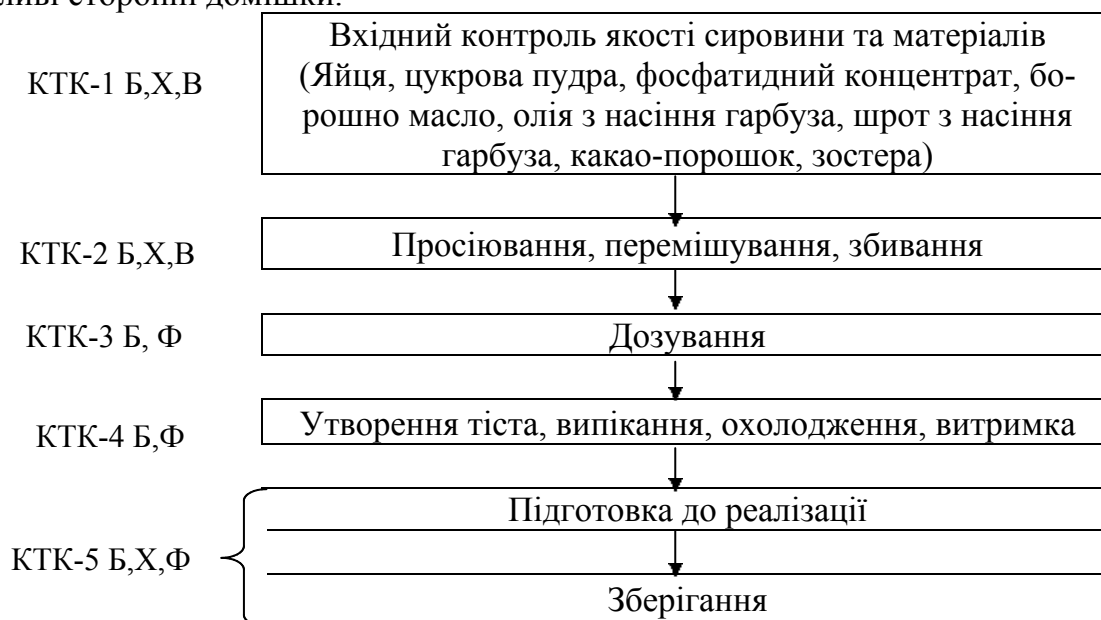 сторонні домішки.
Вхідний контроль якості сировини та матеріалів
КТК-1 Б,Х,В
(Яйця, цукрова пудра, фосфатидний концентрат, бо-
рошно масло, олія з насіння гарбуза, шрот з насіння
гарбуза, какао-порошок, зостера)
КТК-2 Б,Х,В
Просіювання, перемішування, збивання
КТК-3 Б, Ф
Дозування
КТК-4 Б,Ф
Утворення тіста, випікання, охолодження, витримка
Підготовка до реалізації
КТК-5 Б,Х,Ф
Зберігання